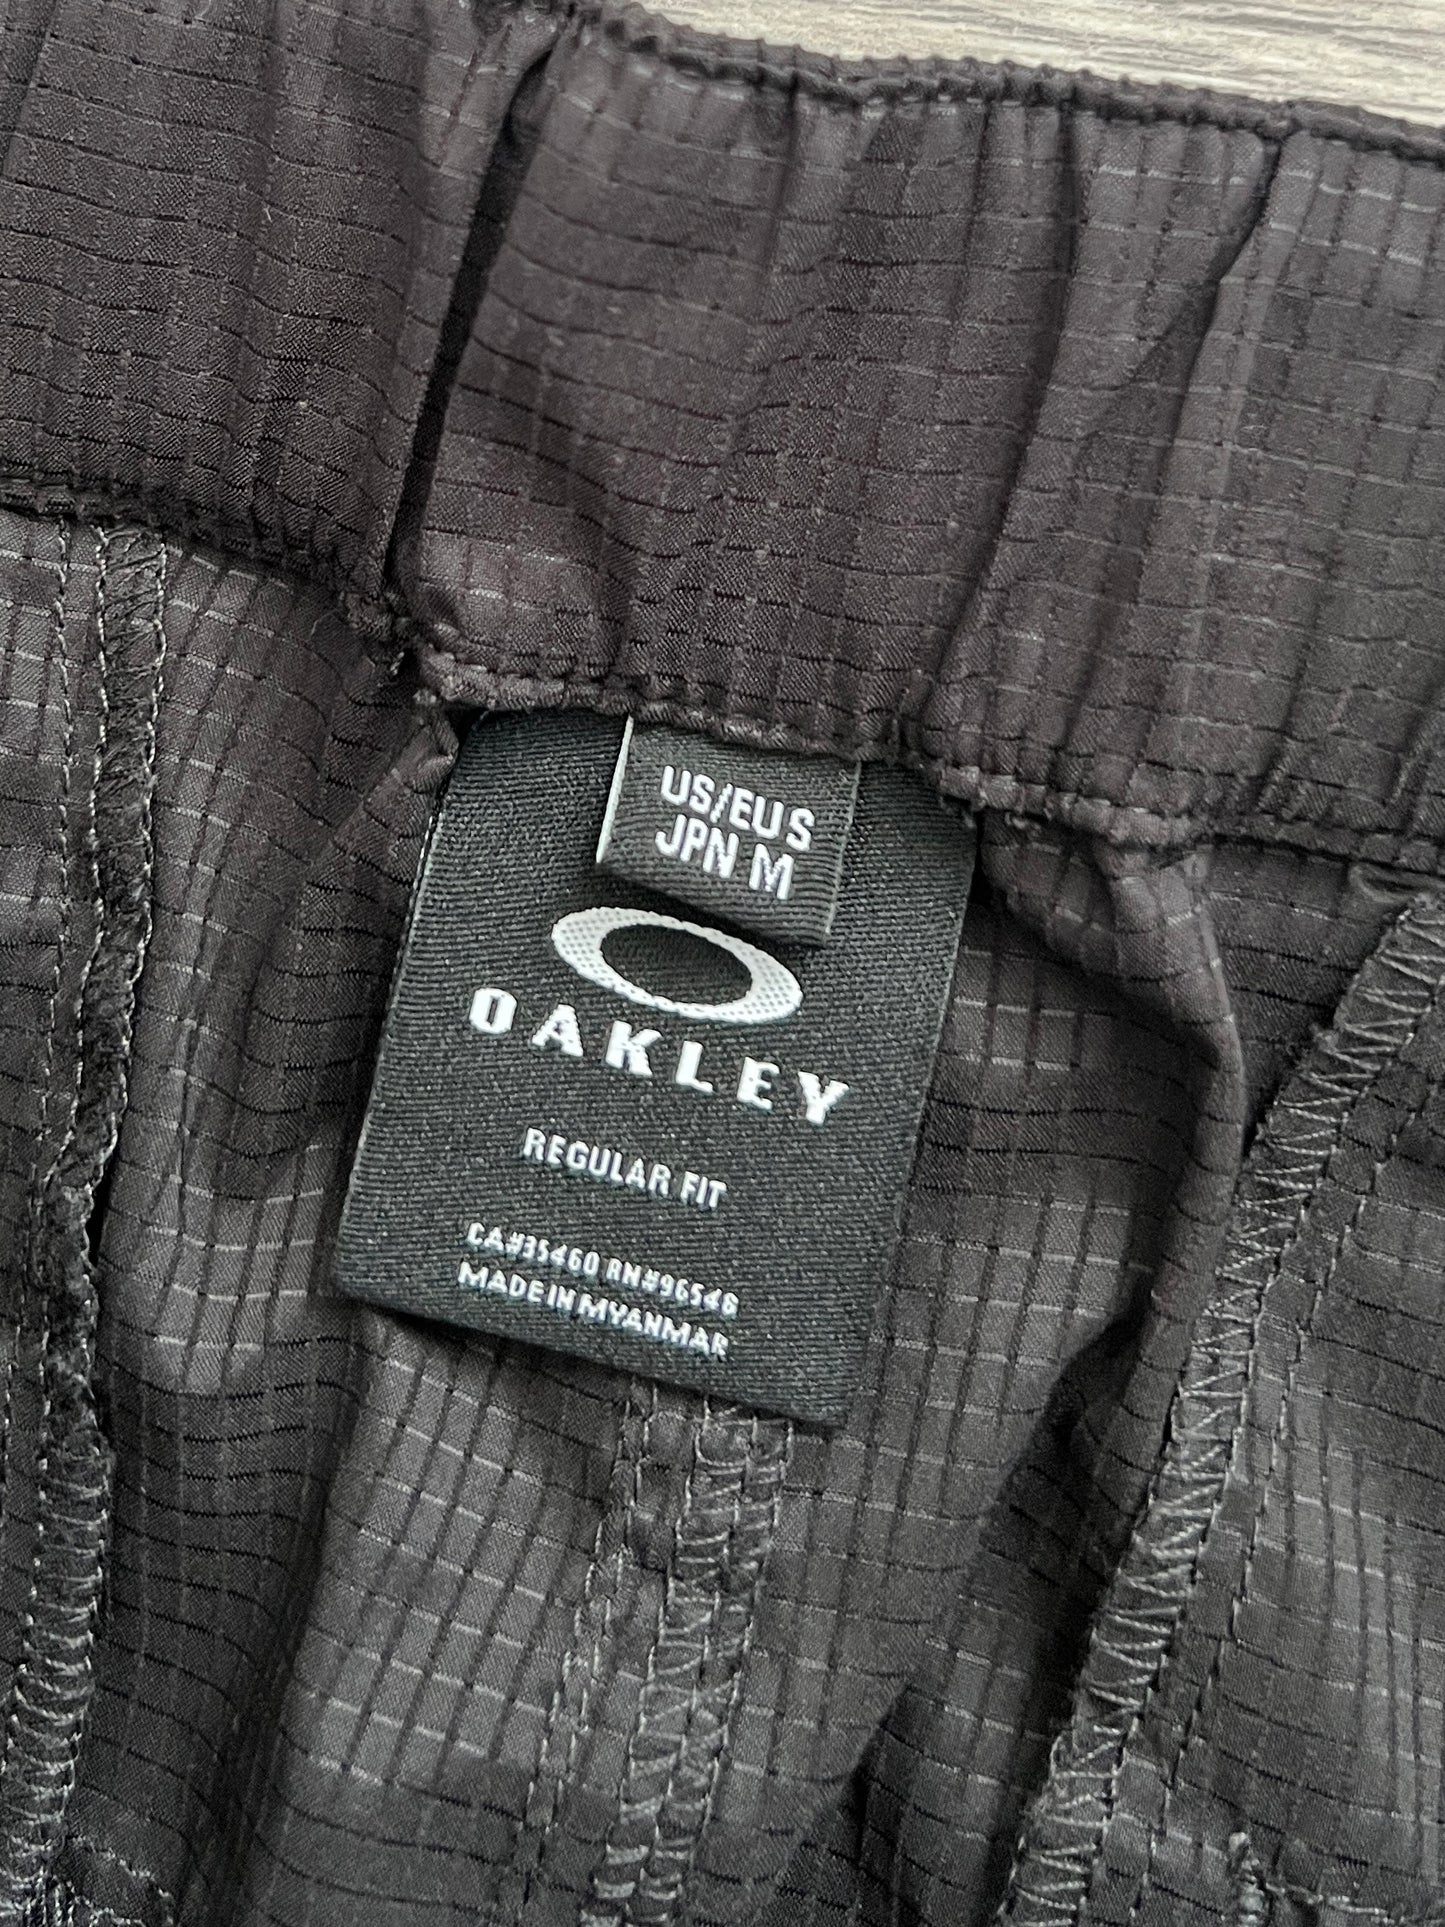 US/EU S
JPN M
OAKLEY
REGULAR FIT
CA#35460 RN#96546
MADE IN MYANMAR